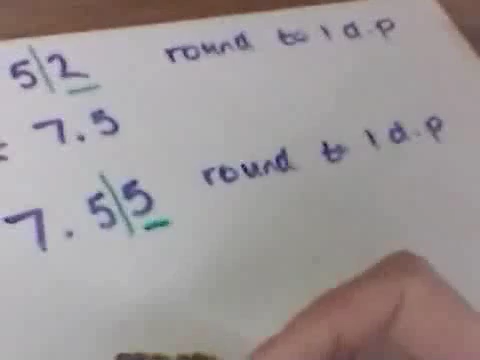 5|2 round to 1 d.p
= 7.5
7.5|5 round to 1 d.p